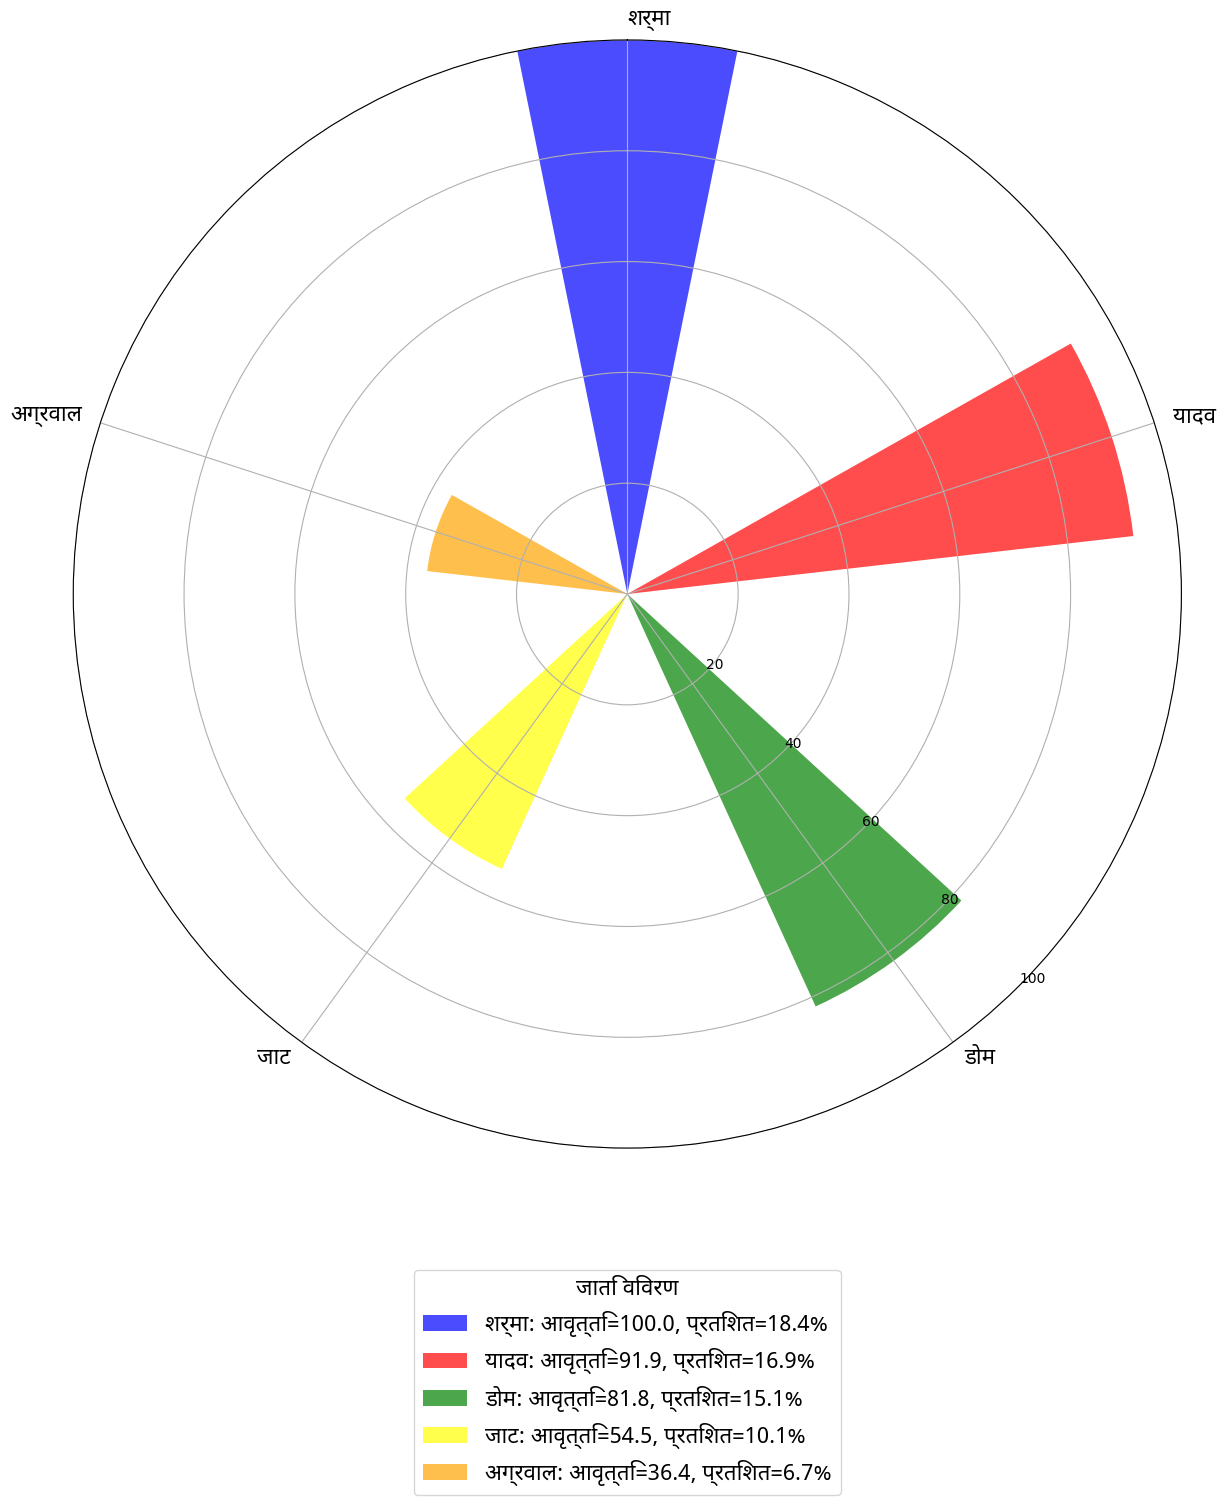 शर्मा
अग्रवाल
यादव
20
40
60
80
100
जाट
डोम
जाति विवरण
शर्मा: आवृत्ति=100.0, प्रतिशत=18.4%
यादव: आवृत्ति=91.9, प्रतिशत=16.9%
डोम: आवृत्ति=81.8, प्रतिशत=15.1%
जाट: आवृत्ति=54.5, प्रतिशत=10.1%
अग्रवाल: आवृत्ति=36.4, प्रतिशत=6.7%